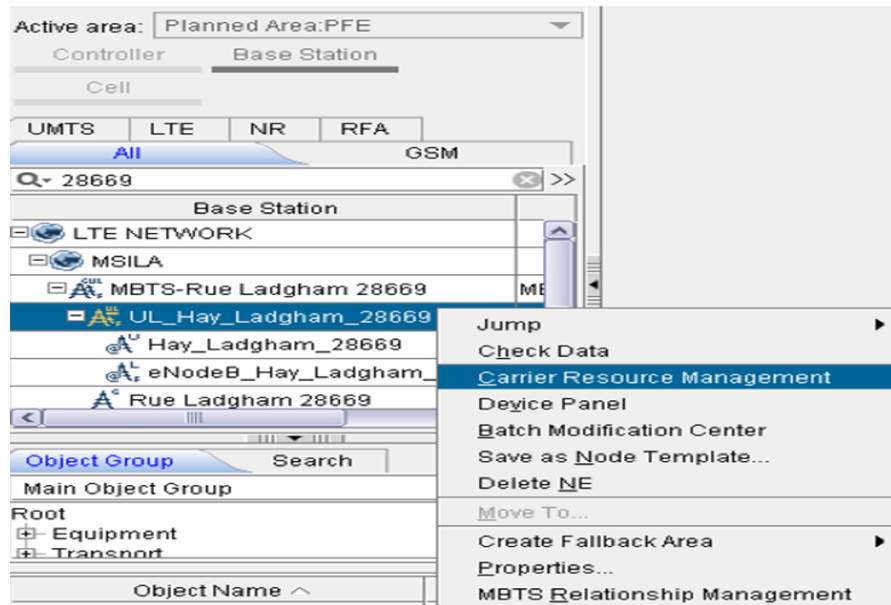 Active area: Planned Area:PFE
Controller Base Station
Cell
UMTS LTE NR RFA
All GSM
28669 >>
Base Station
LTE NETWORK
MSILA
MBTS-Rue Ladgham 28669
UL_Hay_Ladgham_28669
Hay_Ladgham_28669
eNodeB_Hay_Ladgham_
Rue Ladgham 28669
Object Group Search
Main Object Group
Root
Equipment
Transport
Object Name
Jump
Check Data
Carrier Resource Management
Device Panel
Batch Modification Center
Save as Node Template...
Delete NE
Move To...
Create Fallback Area
Properties...
MBTS Relationship Management